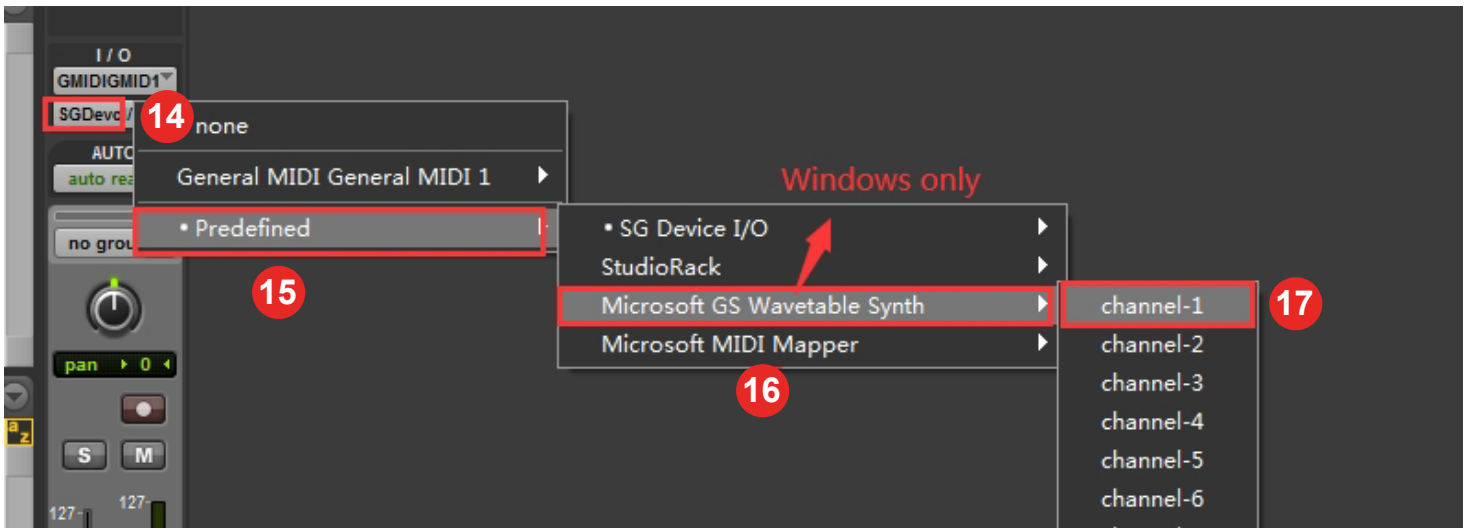 I / O
GMIDIGMID1
SGDevc /
14
none
AUTO
auto rea
General MIDI General MIDI 1
Windows only
• Predefined
• SG Device I/O
no grou
StudioRack
15
Microsoft GS Wavetable Synth
channel-1
17
Microsoft MIDI Mapper
channel-2
pan
0
16
channel-3
a z
channel-4
S
M
channel-5
channel-6
127
127